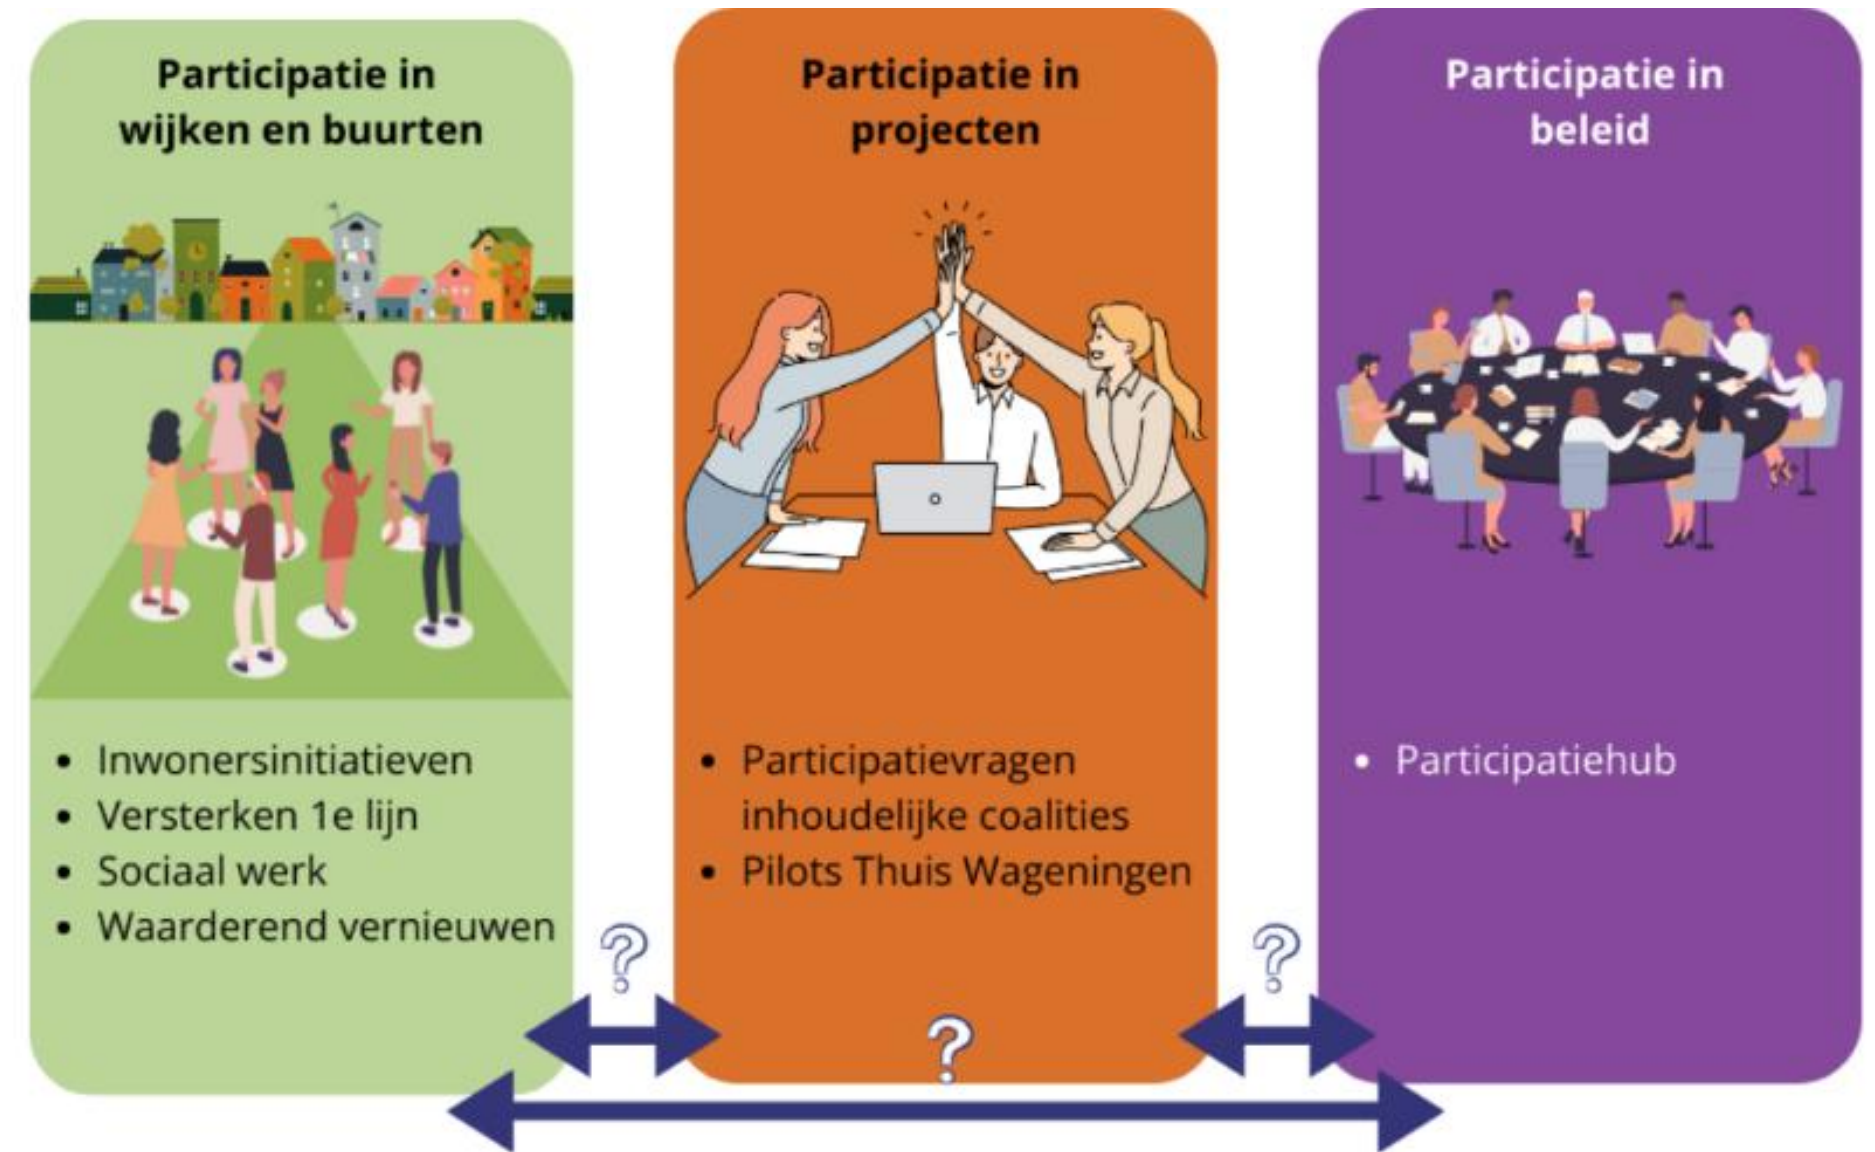 Participatie in
wijken en buurten
• Inwonersinitiatieven
• Versterken 1e lijn
• Sociaal werk
• Waarderend vernieuwen
Participatie in
projecten
• Participatievragen
inhoudelijke coalities
• Pilots Thuis Wageningen
Participatie in
beleid
• Participatiehub
?
?
?